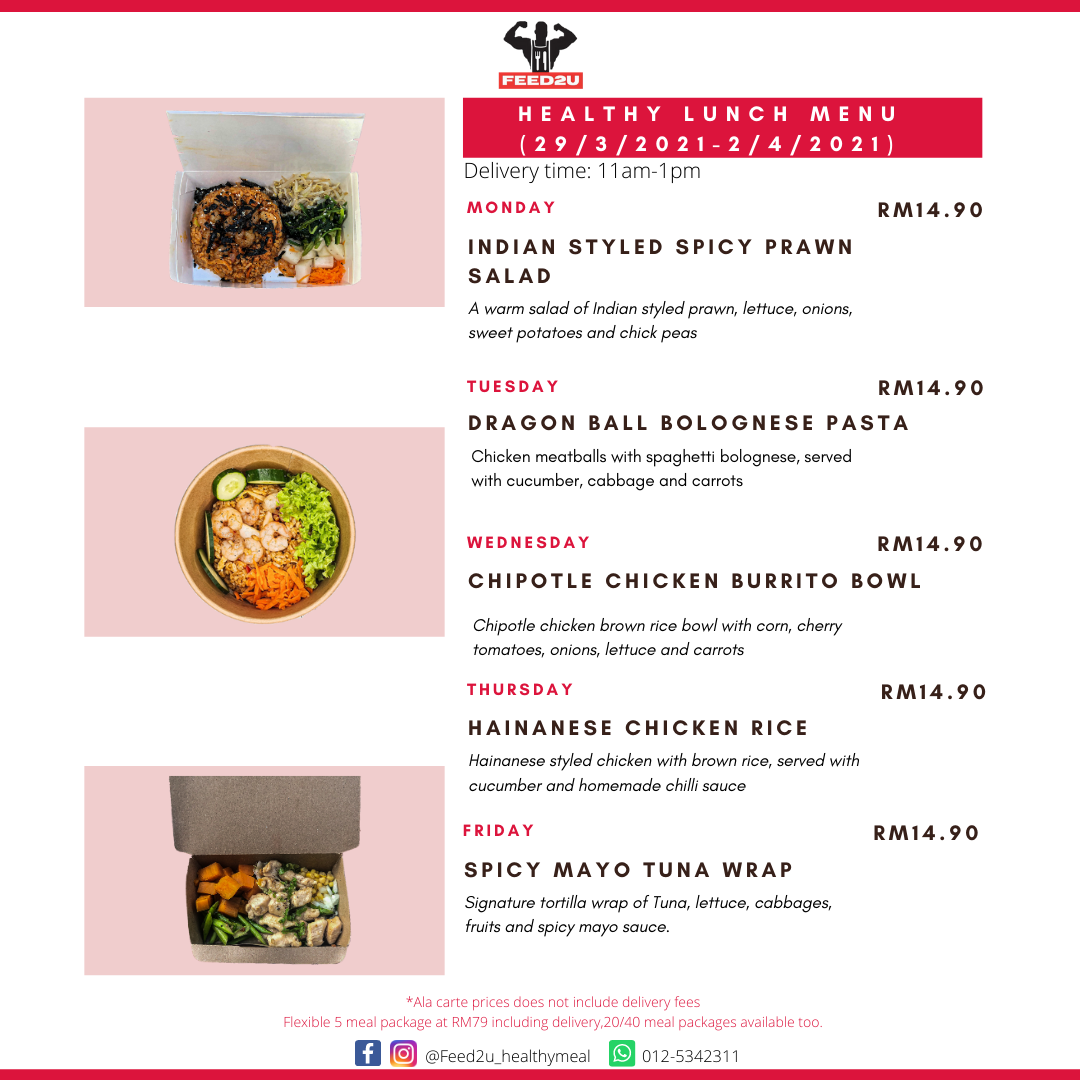 FEED2U
HEALTHY LUNCH MENU
(29/3/2021-2/4/2021)
Delivery time: 11am-1pm
MONDAY RM14.90
INDIAN STYLED SPICY PRAWN
SALAD
A warm salad of Indian styled prawn, lettuce, onions,
sweet potatoes and chick peas
TUESDAY RM14.90
DRAGON BALL BOLOGNESE PASTA
Chicken meatballs with spaghetti bolognese, served
with cucumber, cabbage and carrots
WEDNESDAY RM14.90
CHIPOTLE CHICKEN BURRITO BOWL
Chipotle chicken brown rice bowl with corn, cherry
tomatoes, onions, lettuce and carrots
THURSDAY RM14.90
HAINANESE CHICKEN RICE
Hainanese styled chicken with brown rice, served with
cucumber and homemade chilli sauce
FRIDAY RM14.90
SPICY MAYO TUNA WRAP
Signature tortilla wrap of Tuna, lettuce, cabbages,
fruits and spicy mayo sauce.
*Ala carte prices does not include delivery fees
Flexible 5 meal package at RM79 including delivery,20/40 meal packages available too.
@Feed2u_healthymeal 012-5342311